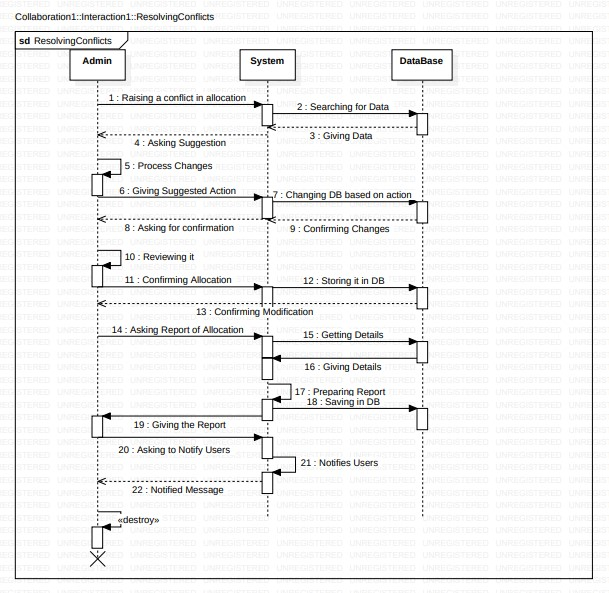 Collaboration1::Interaction1::ResolvingConflicts
sd ResolvingConflicts
Admin
System
DataBase
1 : Raising a conflict in allocation
2 : Searching for Data
3 : Giving Data
4 : Asking Suggestion
5 : Process Changes
6 : Giving Suggested Action
7 : Changing DB based on action
8 : Asking for confirmation
9 : Confirming Changes
10 : Reviewing it
11 : Confirming Allocation
12 : Storing it in DB
13 : Confirming Modification
14 : Asking Report of Allocation
15 : Getting Details
16 : Giving Details
17 : Preparing Report
18 : Saving in DB
19 : Giving the Report
20 : Asking to Notify Users
21 : Notifies Users
22 : Notified Message
«destroy»